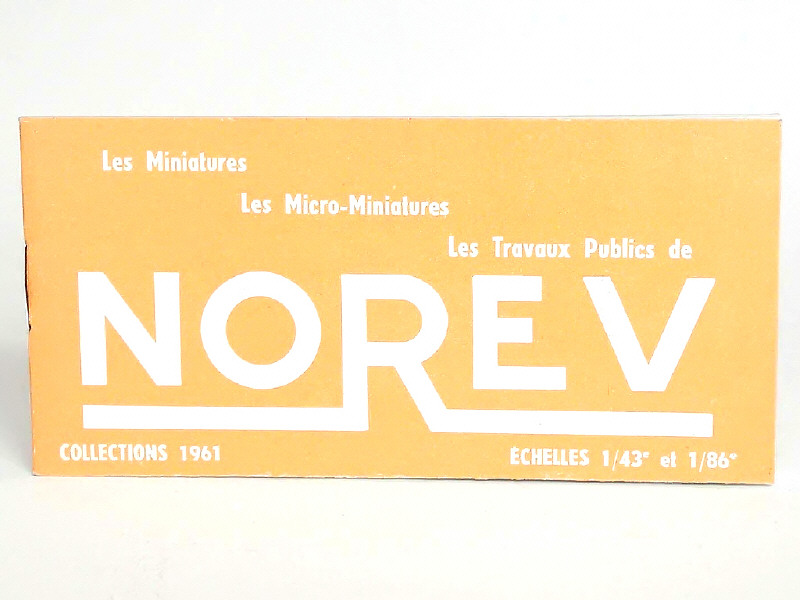 Les Miniatures
Les Micro-Miniatures
Les Travaux Publics de
NOREV
COLLECTIONS 1961
ÉCHELLES 1/43e et 1/86e